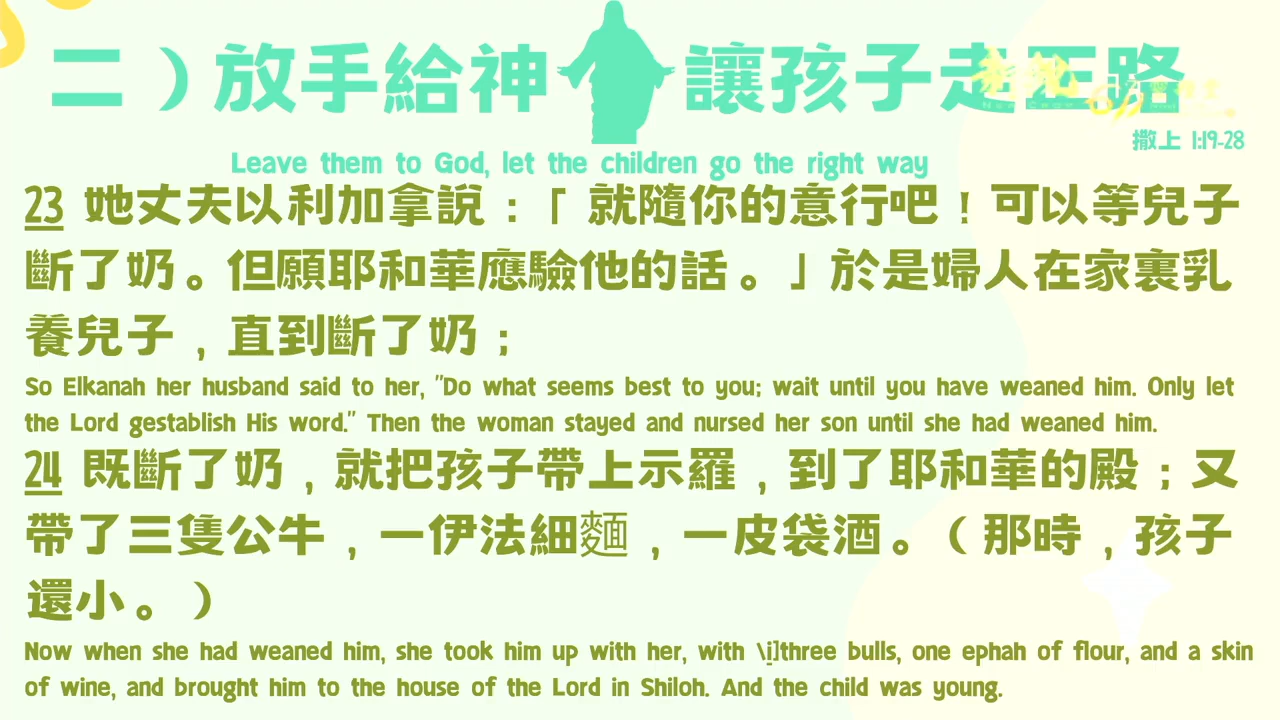 二）放手給神 讓孩子走正路
撒上 1:19-28
Leave them to God, let the children go the right way
23 她丈夫以利加拿說：「就隨你的意行吧！可以等兒子
斷了奶。但願耶和華應驗他的話。」於是婦人在家裏乳
養兒子，直到斷了奶；
So Elkanah her husband said to her, "Do what seems best to you; wait until you have weaned him. Only let
the Lord gestablish His word." Then the woman stayed and nursed her son until she had weaned him.
24 既斷了奶，就把孩子帶上示羅，到了耶和華的殿；又
帶了三隻公牛，一伊法細麵，一皮袋酒。（那時，孩子
還小。）
Now when she had weaned him, she took him up with her, with \i]three bulls, one ephah of flour, and a skin
of wine, and brought him to the house of the Lord in Shiloh. And the child was young.